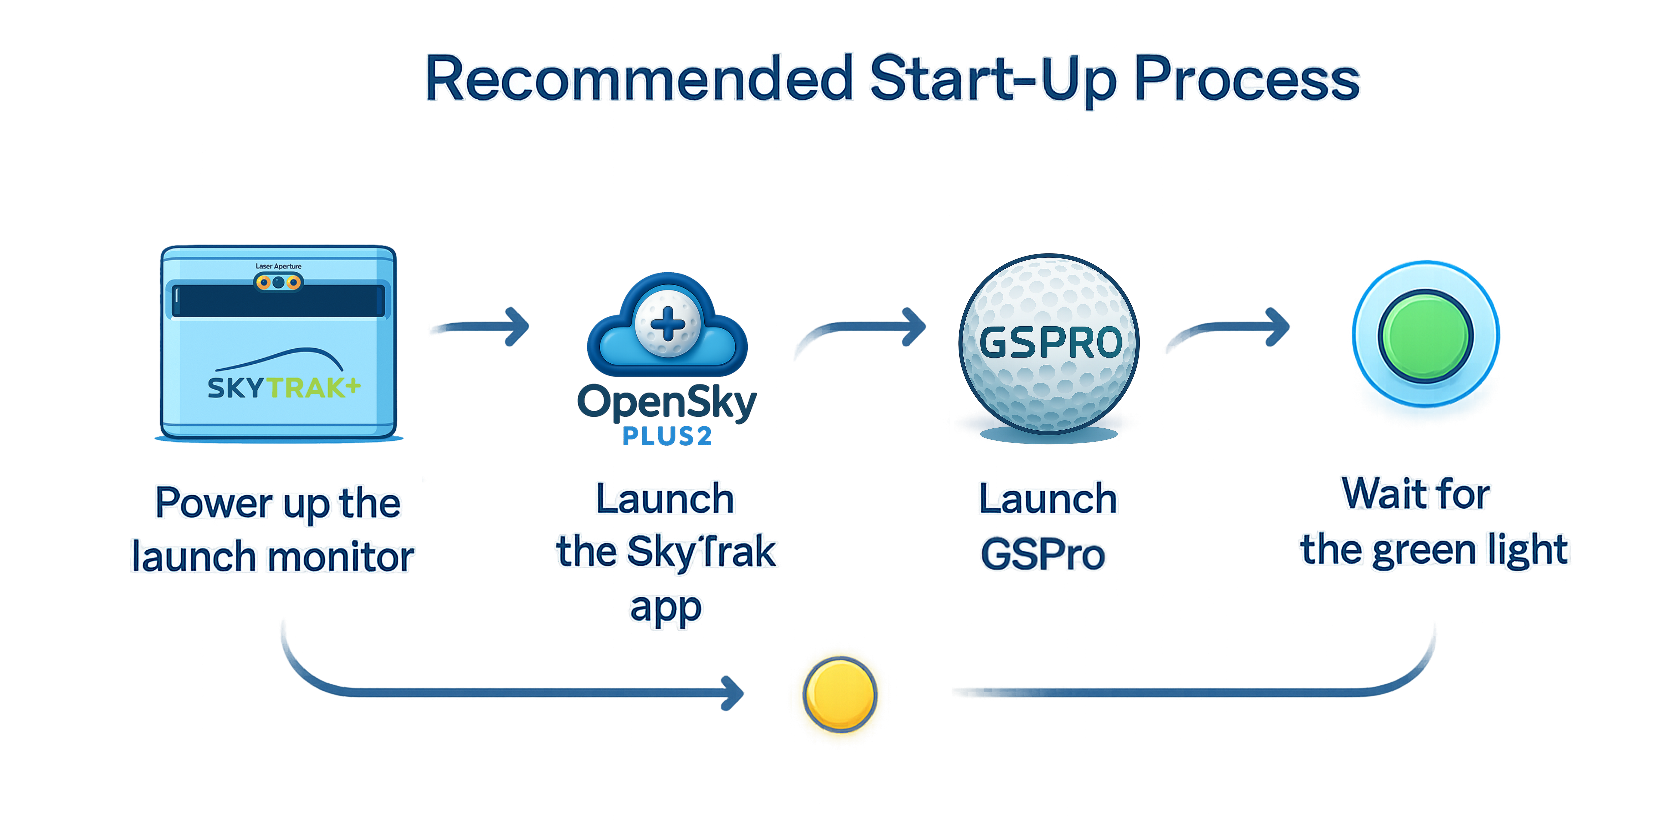 Recommended Start-Up Process
Laser Aperture
SKYTRAK+
OpenSky
PLUS2
GSPRO
Power up the
launch monitor
Launch
the SkyTrak
app
Launch
GSPro
Wait for
the green light